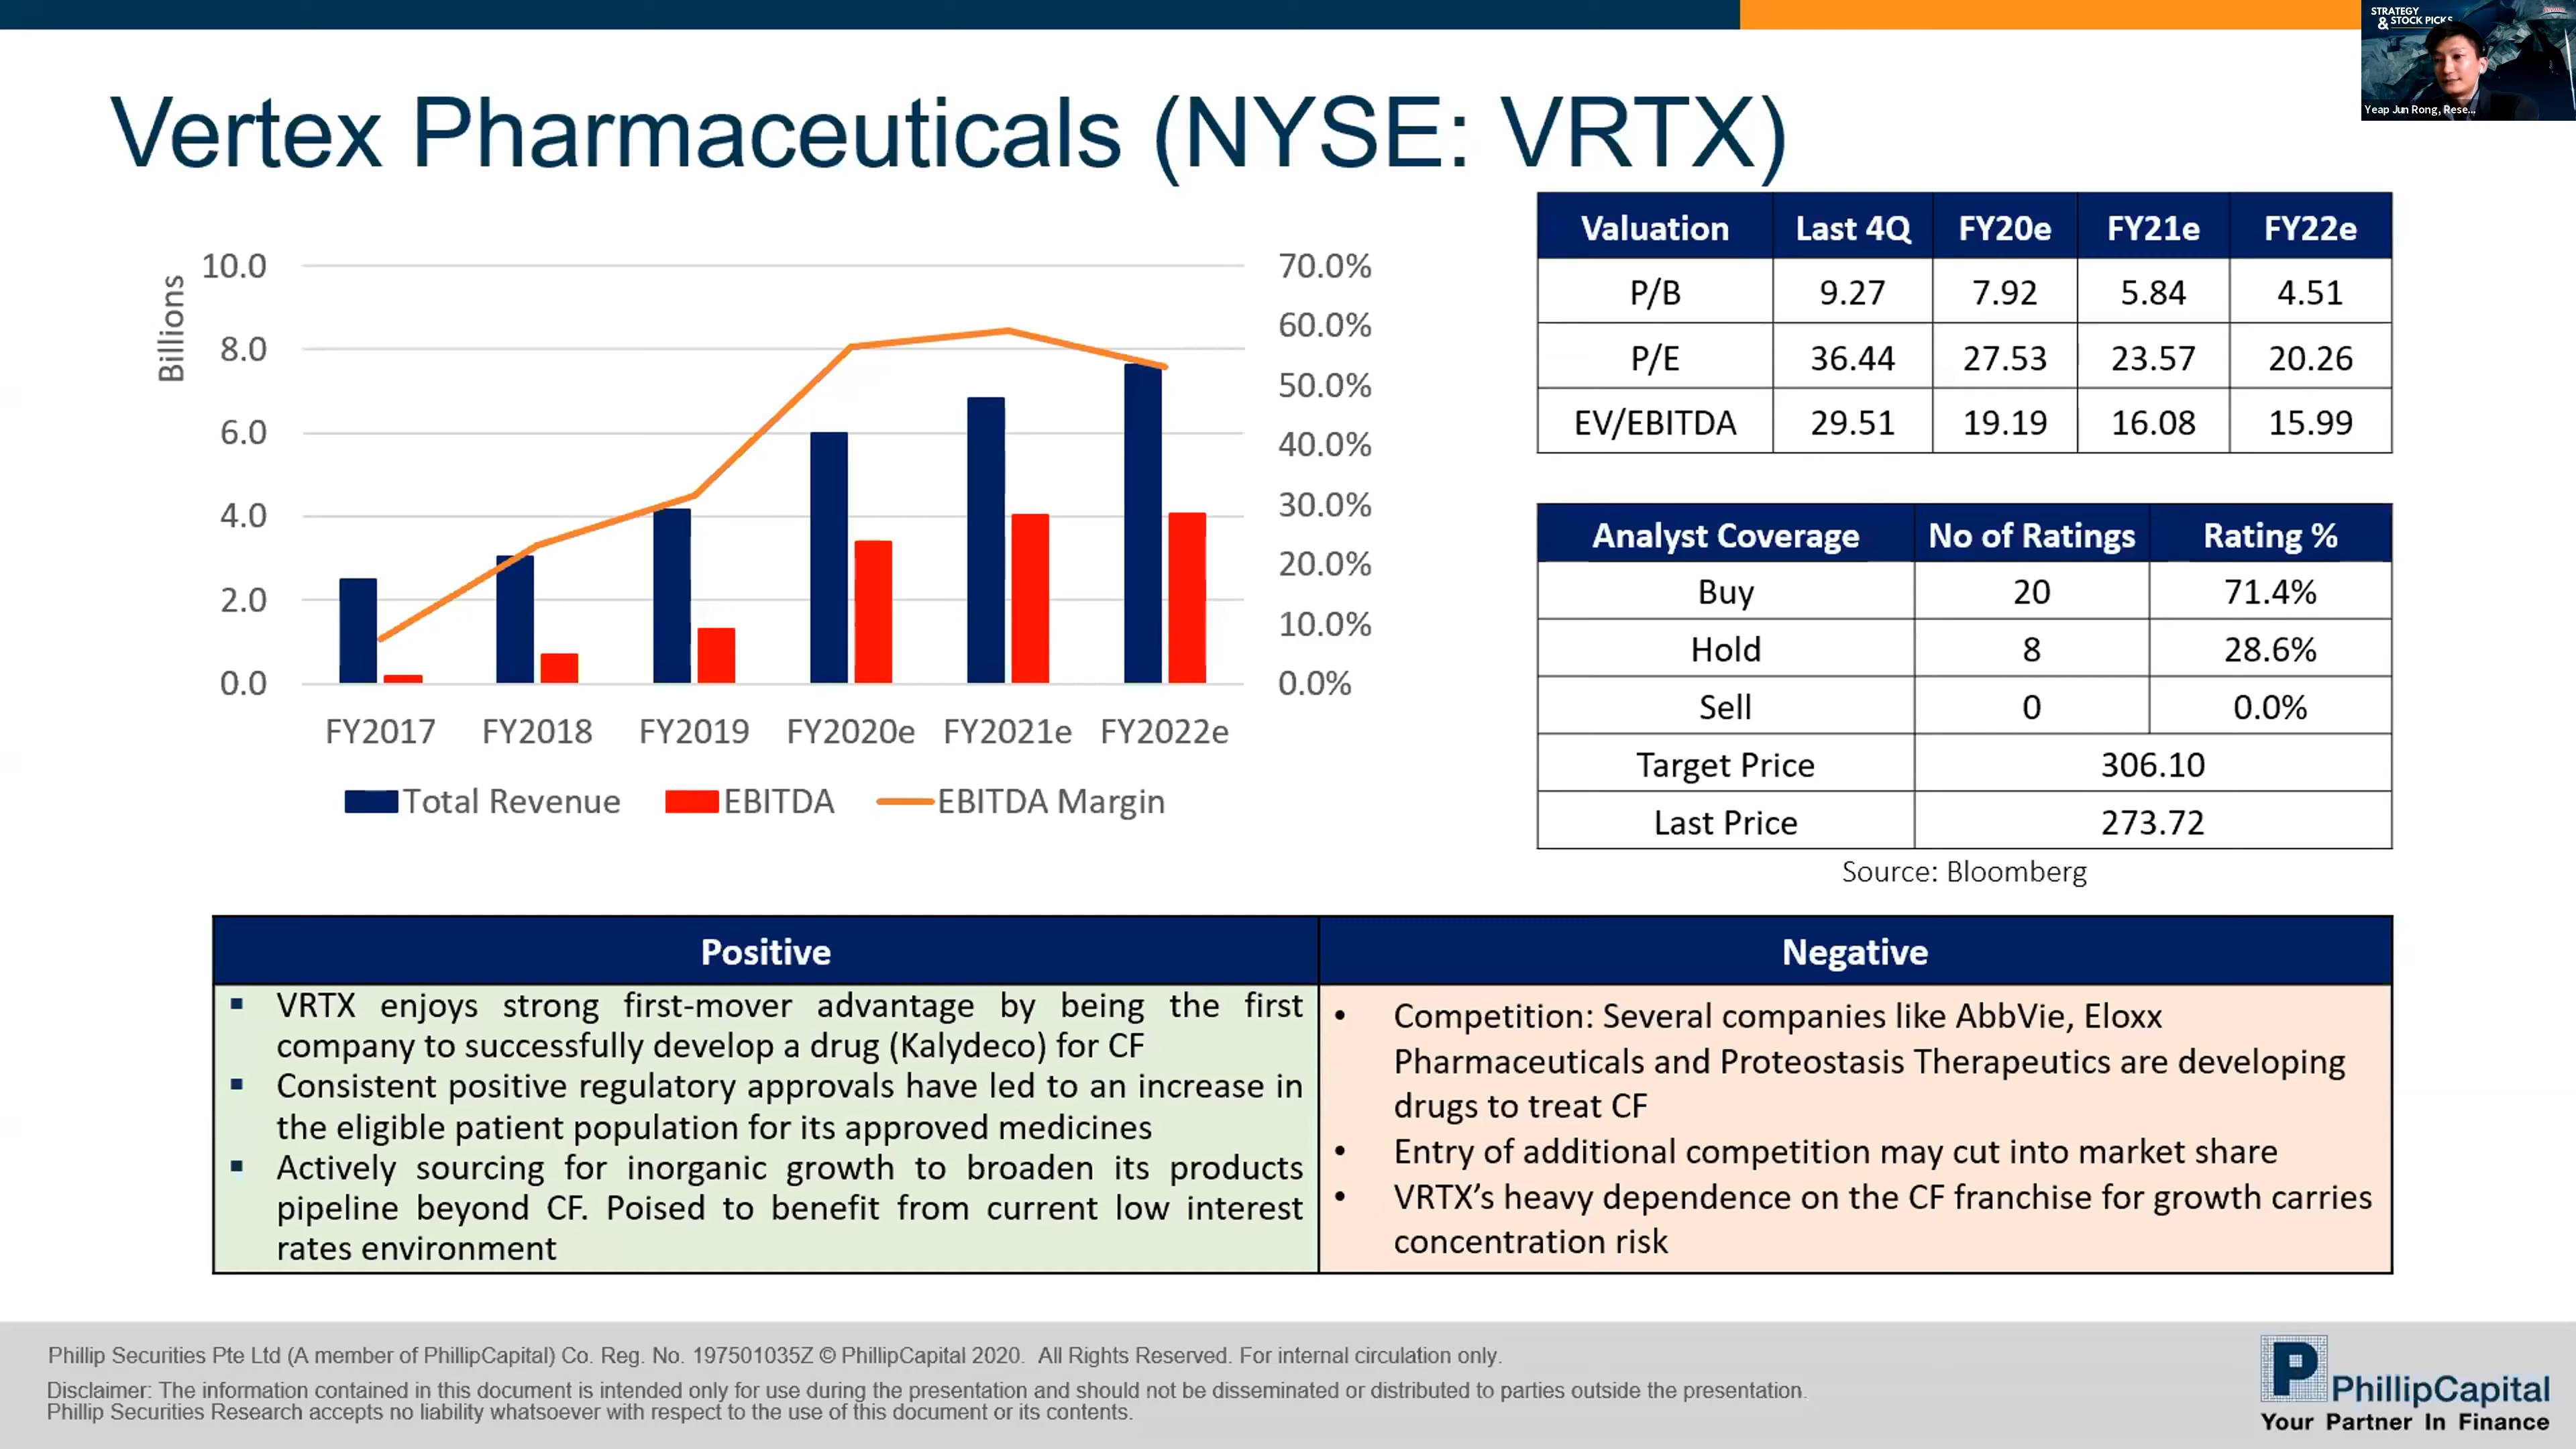 STRATEGY
& STOCK PICKS
Yeap Jun Rong, Rese...
Vertex Pharmaceuticals (NYSE: VRTX)
Billions
10.0
8.0
6.0
4.0
2.0
0.0
70.0%
60.0%
50.0%
40.0%
30.0%
20.0%
10.0%
0.0%
FY2017 FY2018 FY2019 FY2020e FY2021e FY2022e
Total Revenue EBITDA EBITDA Margin
Valuation Last 4Q FY20e FY21e FY22e
P/B 9.27 7.92 5.84 4.51
P/E 36.44 27.53 23.57 20.26
EV/EBITDA 29.51 19.19 16.08 15.99
Analyst Coverage No of Ratings Rating %
Buy 20 71.4%
Hold 8 28.6%
Sell 0 0.0%
Target Price 306.10
Last Price 273.72
Source: Bloomberg
Positive
▪ VRTX enjoys strong first-mover advantage by being the first
company to successfully develop a drug (Kalydeco) for CF
▪ Consistent positive regulatory approvals have led to an increase in
the eligible patient population for its approved medicines
▪ Actively sourcing for inorganic growth to broaden its products
pipeline beyond CF. Poised to benefit from current low interest
rates environment
Negative
• Competition: Several companies like AbbVie, Eloxx
Pharmaceuticals and Proteostasis Therapeutics are developing
drugs to treat CF
• Entry of additional competition may cut into market share
• VRTX’s heavy dependence on the CF franchise for growth carries
concentration risk
Phillip Securities Pte Ltd (A member of PhillipCapital) Co. Reg. No. 197501035Z © PhillipCapital 2020. All Rights Reserved. For internal circulation only.
Disclaimer: The information contained in this document is intended only for use during the presentation and should not be disseminated or distributed to parties outside the presentation.
Phillip Securities Research accepts no liability whatsoever with respect to the use of this document or its contents.
P
PhillipCapital
Your Partner In Finance